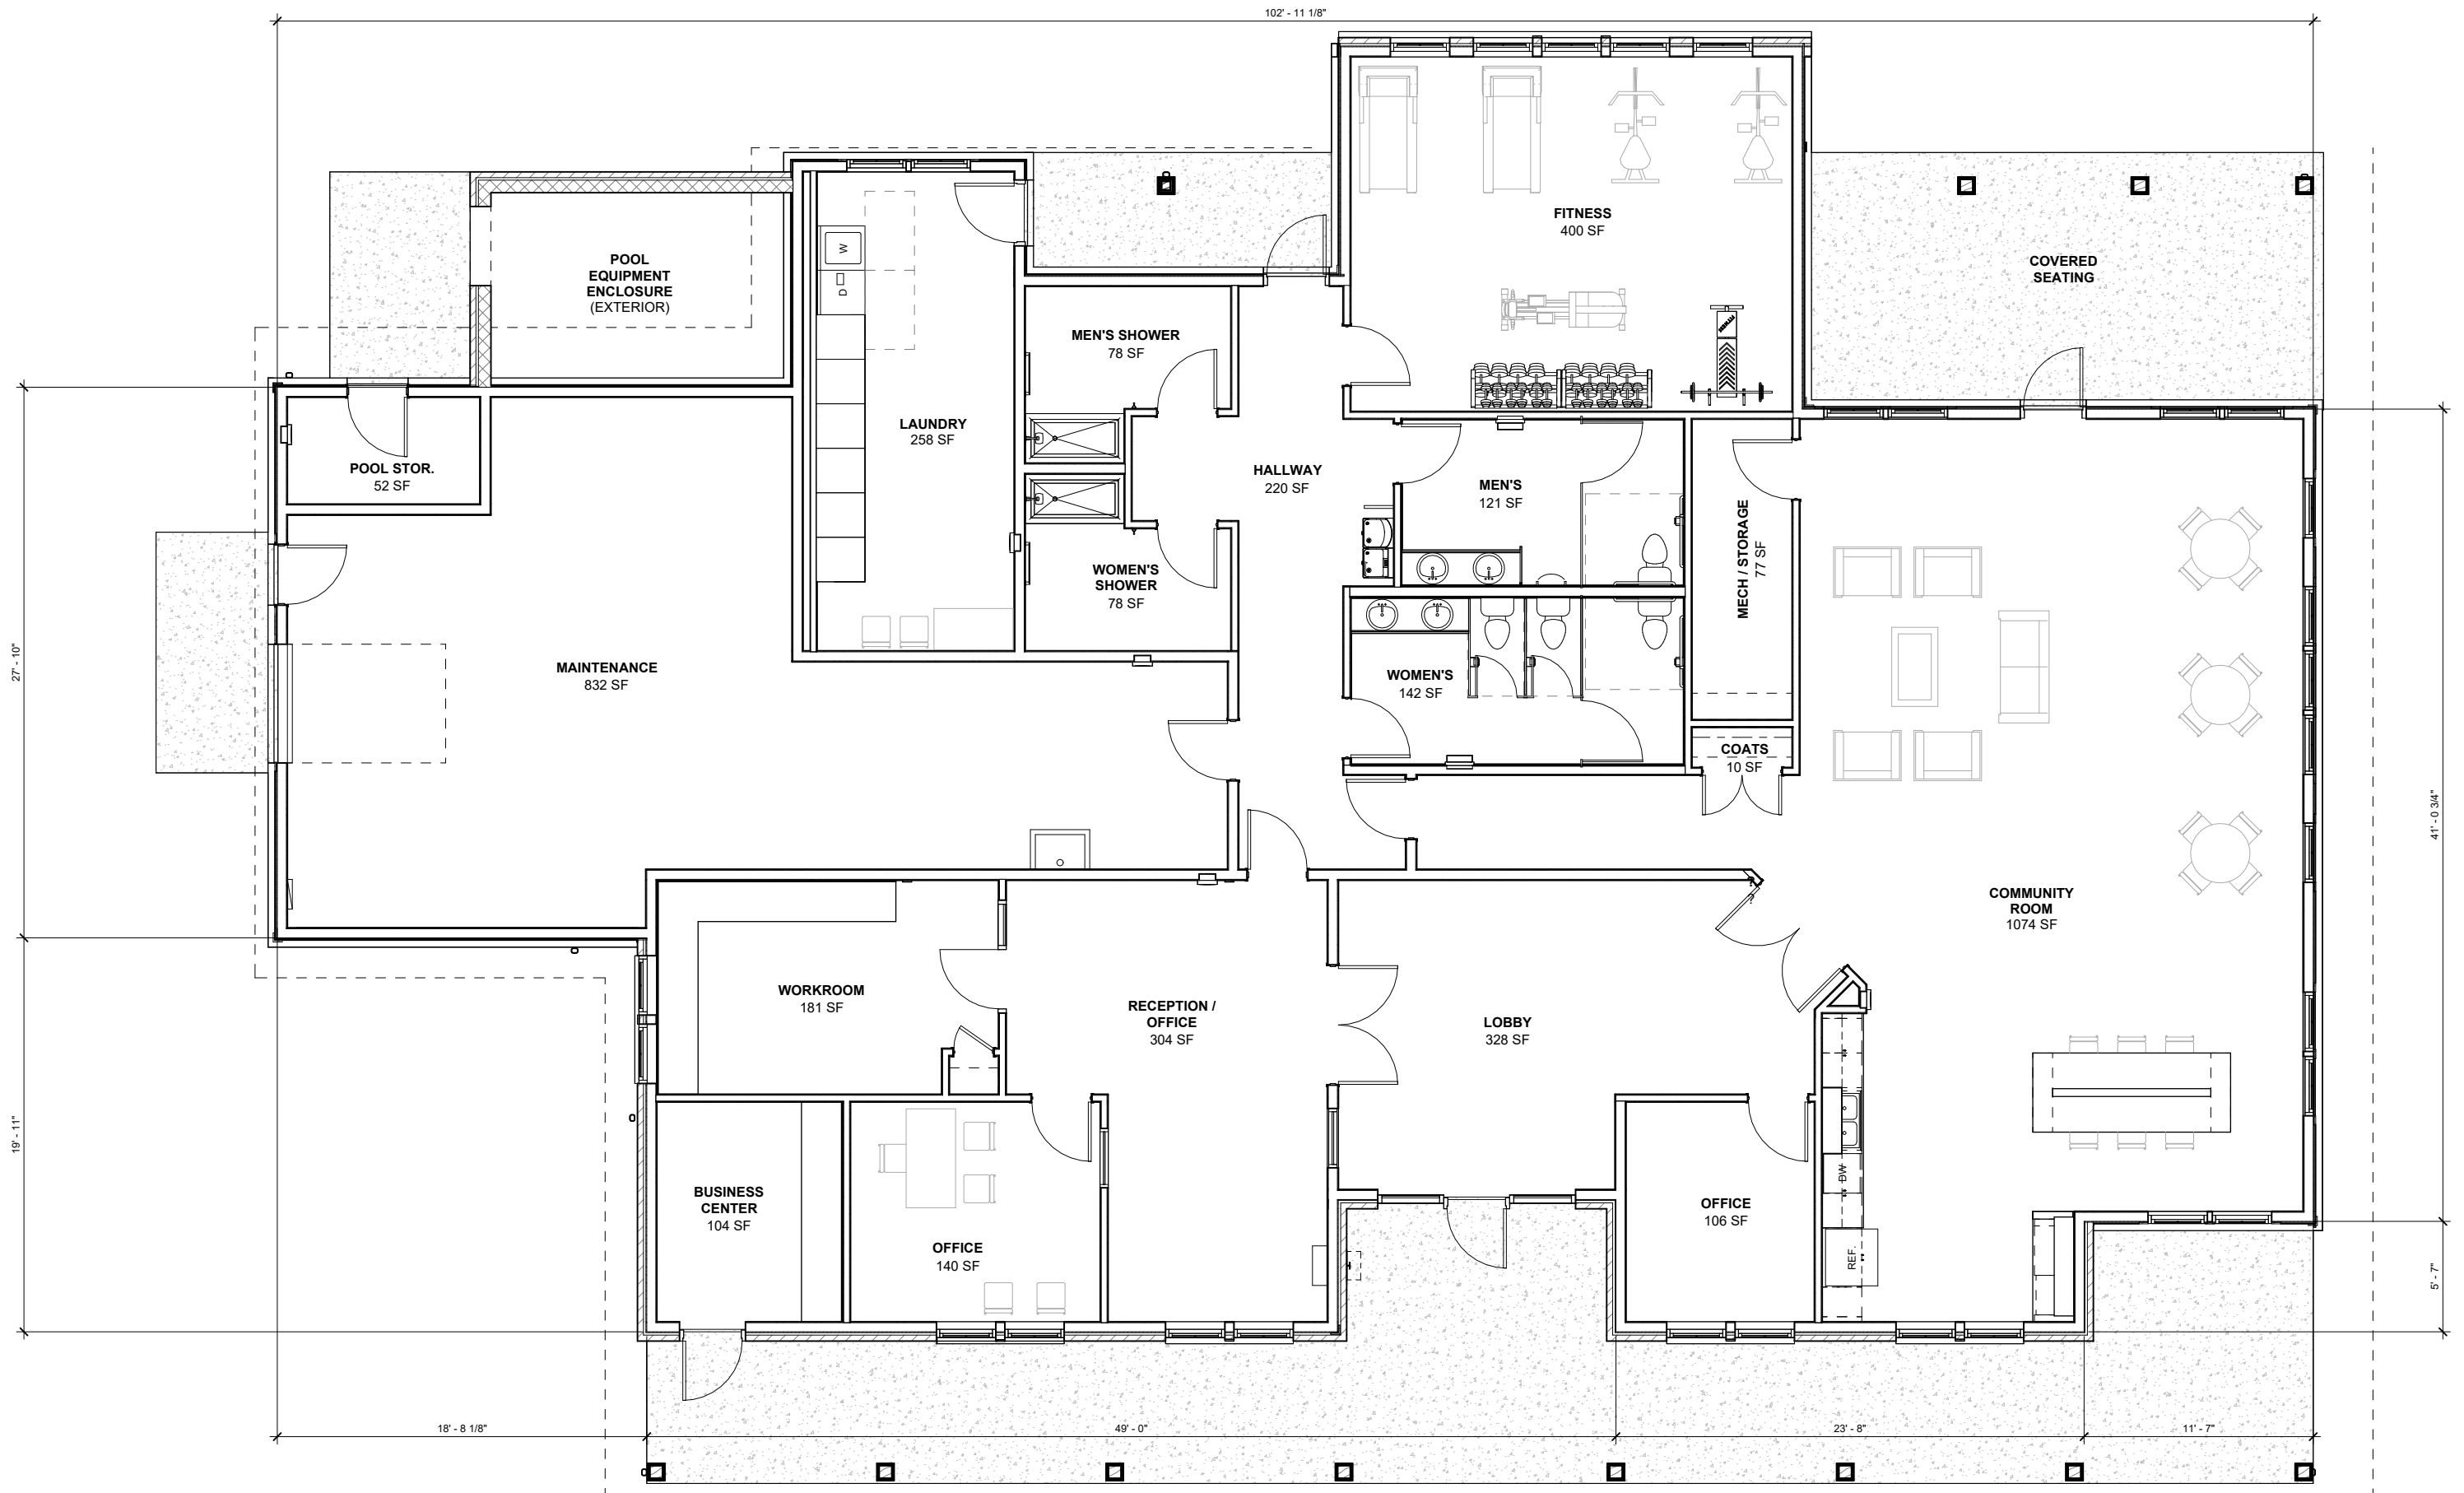 102' - 11 1/8"
FITNESS
400 SF
POOL
EQUIPMENT
ENCLOSURE
(EXTERIOR)
W
D
COVERED
SEATING
MEN'S SHOWER
78 SF
LAUNDRY
258 SF
POOL STOR.
52 SF
HALLWAY
220 SF
MEN'S
121 SF
MECH / STORAGE
77 SF
WOMEN'S
SHOWER
78 SF
27' - 10"
MAINTENANCE
832 SF
WOMEN'S
142 SF
COATS
10 SF
41' - 0 3/4"
COMMUNITY
ROOM
1074 SF
WORKROOM
181 SF
RECEPTION /
OFFICE
304 SF
LOBBY
328 SF
19' - 11"
DW
BUSINESS
CENTER
104 SF
OFFICE
106 SF
OFFICE
140 SF
REF.
5' - 7"
18' - 8 1/8"
49' - 0"
23' - 8"
11' - 7"